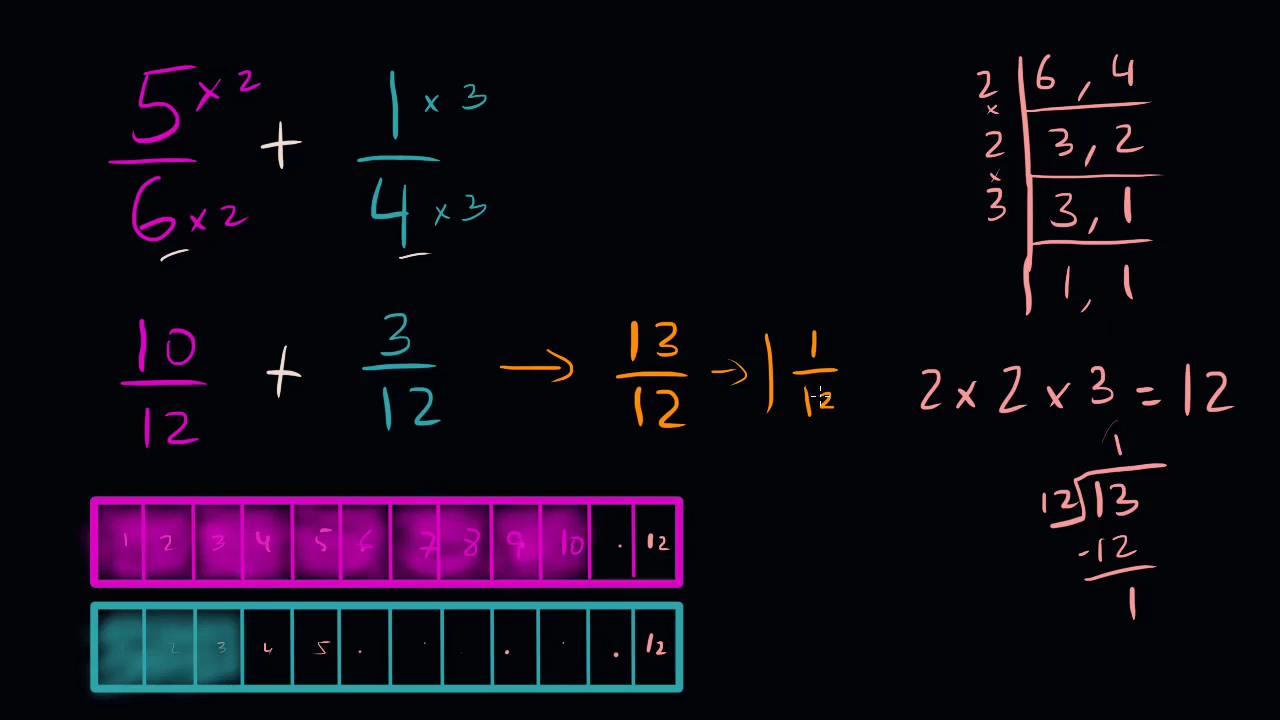 5 × 2 / 6 × 2 + 1 × 3 / 4 × 3
10/12 + 3/12 → 13/12 → 1 1/12
1 2 3 4 5 6 7 8 9 10 . 12
1 2 3 4 5 . . . . . . 12
2 | 6 , 4
×
2 | 3 , 2
×
3 | 3 , 1
1 , 1
2 × 2 × 3 = 12
1
12 13
-12
1